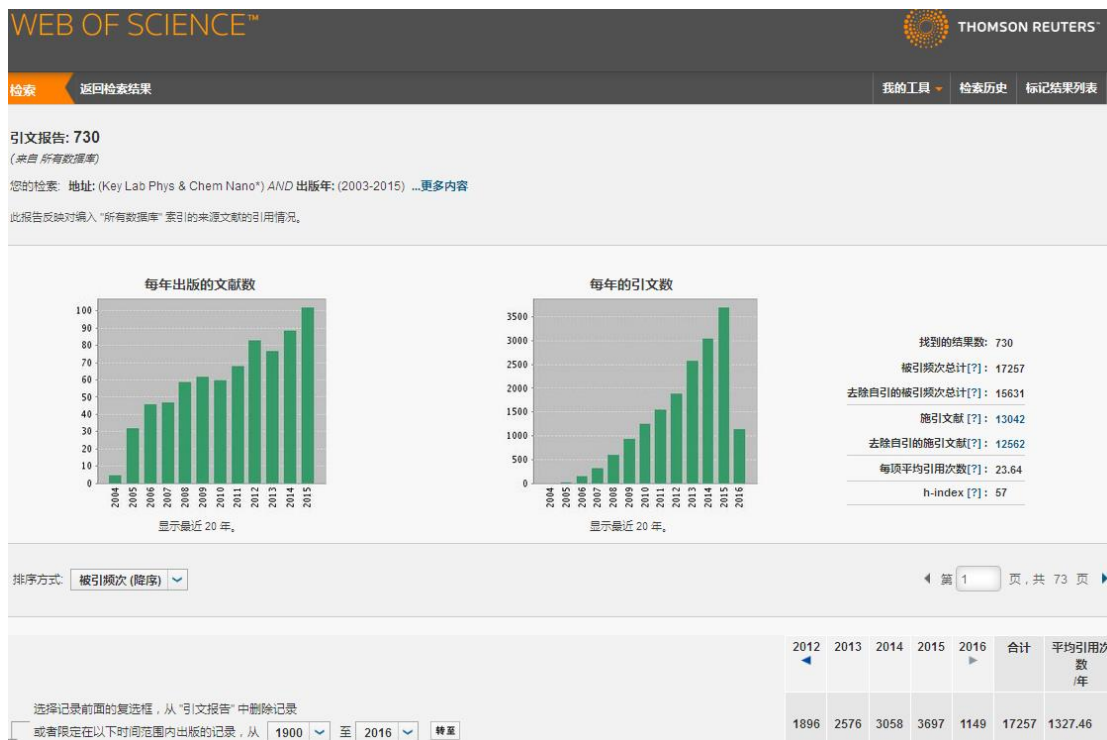 WEB OF SCIENCE™
THOMSON REUTERS™
检索 返回检索结果 我的工具 检索历史 标记结果列表
引文报告: 730
(来自 所有数据库)
您的检索: 地址: (Key Lab Phys & Chem Nano*) AND 出版年: (2003-2015) ...更多内容
此报告反映对编入 "所有数据库" 索引的来源文献的引用情况。
每年出版的文献数
100
90
80
70
60
50
40
30
20
10
0
2004 2005 2006 2007 2008 2009 2010 2011 2012 2013 2014 2015
显示最近 20 年。
每年的引文数
3500
3000
2500
2000
1500
1000
500
0
2004 2005 2006 2007 2008 2009 2010 2011 2012 2013 2014 2015 2016
显示最近 20 年。
找到的结果数: 730
被引频次总计[?] : 17257
去除自引的被引频次总计[?] : 15631
施引文献 [?] : 13042
去除自引的施引文献[?] : 12562
每项平均引用次数[?] : 23.64
h-index [?] : 57
排序方式: 被引频次 (降序) 第 1 页 , 共 73 页
2012 2013 2014 2015 2016 合计 平均引用次
数
/年
选择记录前面的复选框 , 从 "引文报告" 中删除记录
或者限定在以下时间范围内出版的记录 , 从 1900 至 2016 转至
1896 2576 3058 3697 1149 17257 1327.46